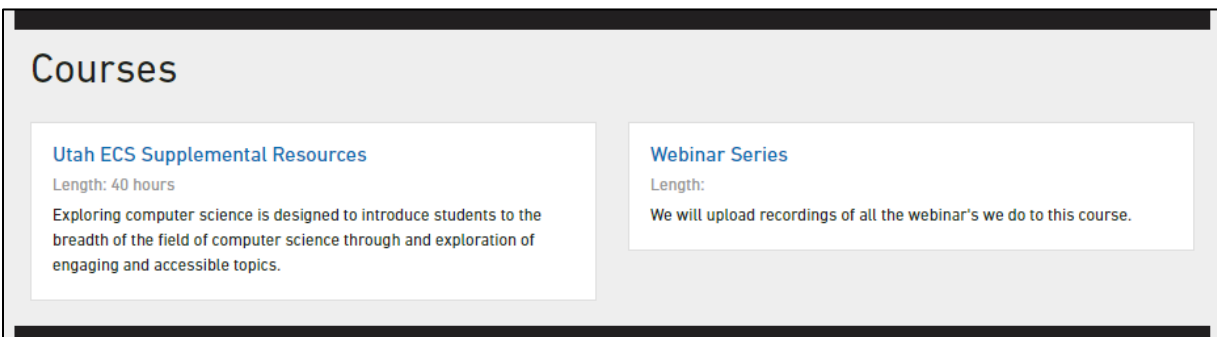 Courses
Utah ECS Supplemental Resources
Length: 40 hours
Exploring computer science is designed to introduce students to the
breadth of the field of computer science through and exploration of
engaging and accessible topics.
Webinar Series
Length:
We will upload recordings of all the webinar's we do to this course.